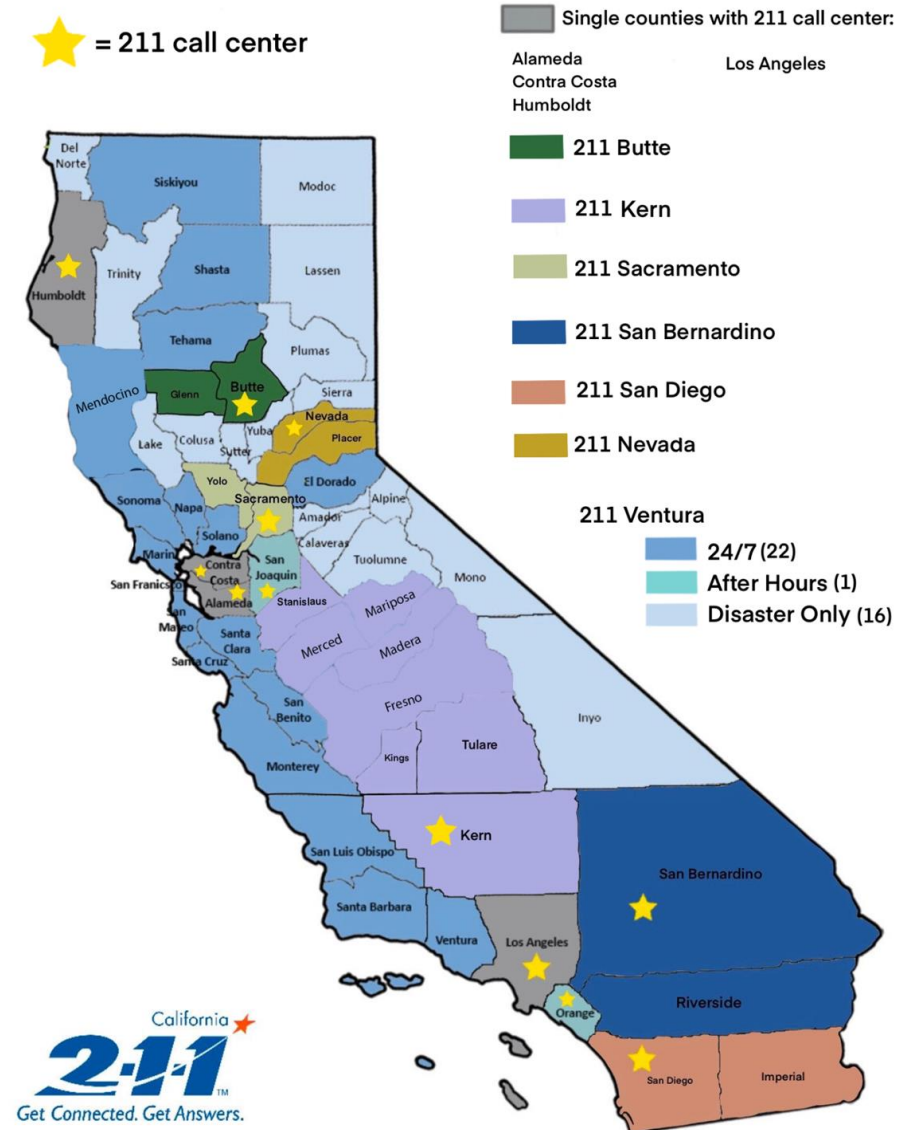 = 211 call center
Single counties with 211 call center:
Alameda
Contra Costa
Humboldt
Los Angeles
211 Butte
211 Kern
211 Sacramento
211 San Bernardino
211 San Diego
211 Nevada
211 Ventura
24/7 (22)
After Hours (1)
Disaster Only (16)
Del
Norte
Siskiyou
Modoc
Humboldt
Trinity
Shasta
Lassen
Tehama
Plumas
Mendocino
Glenn
Butte
Sierra
Nevada
Placer
Lake
Colusa
Sutter
Yuba
Yolo
El Dorado
Sonoma
Napa
Sacramento
Alpine
Amador
Solano
Calaveras
Marin
Contra
Costa
San
Joaquin
Tuolumne
Mono
San Franicsco
Alameda
Stanislaus
Mariposa
San
Mateo
Santa
Clara
Merced
Madera
Santa Cruz
San
Benito
Fresno
Inyo
Monterey
Kings
Tulare
Kern
San Luis Obispo
San Bernardino
Santa Barbara
Ventura
Los Angeles
Orange
Riverside
San Diego
Imperial
California
2-1-1
TM
Get Connected. Get Answers.